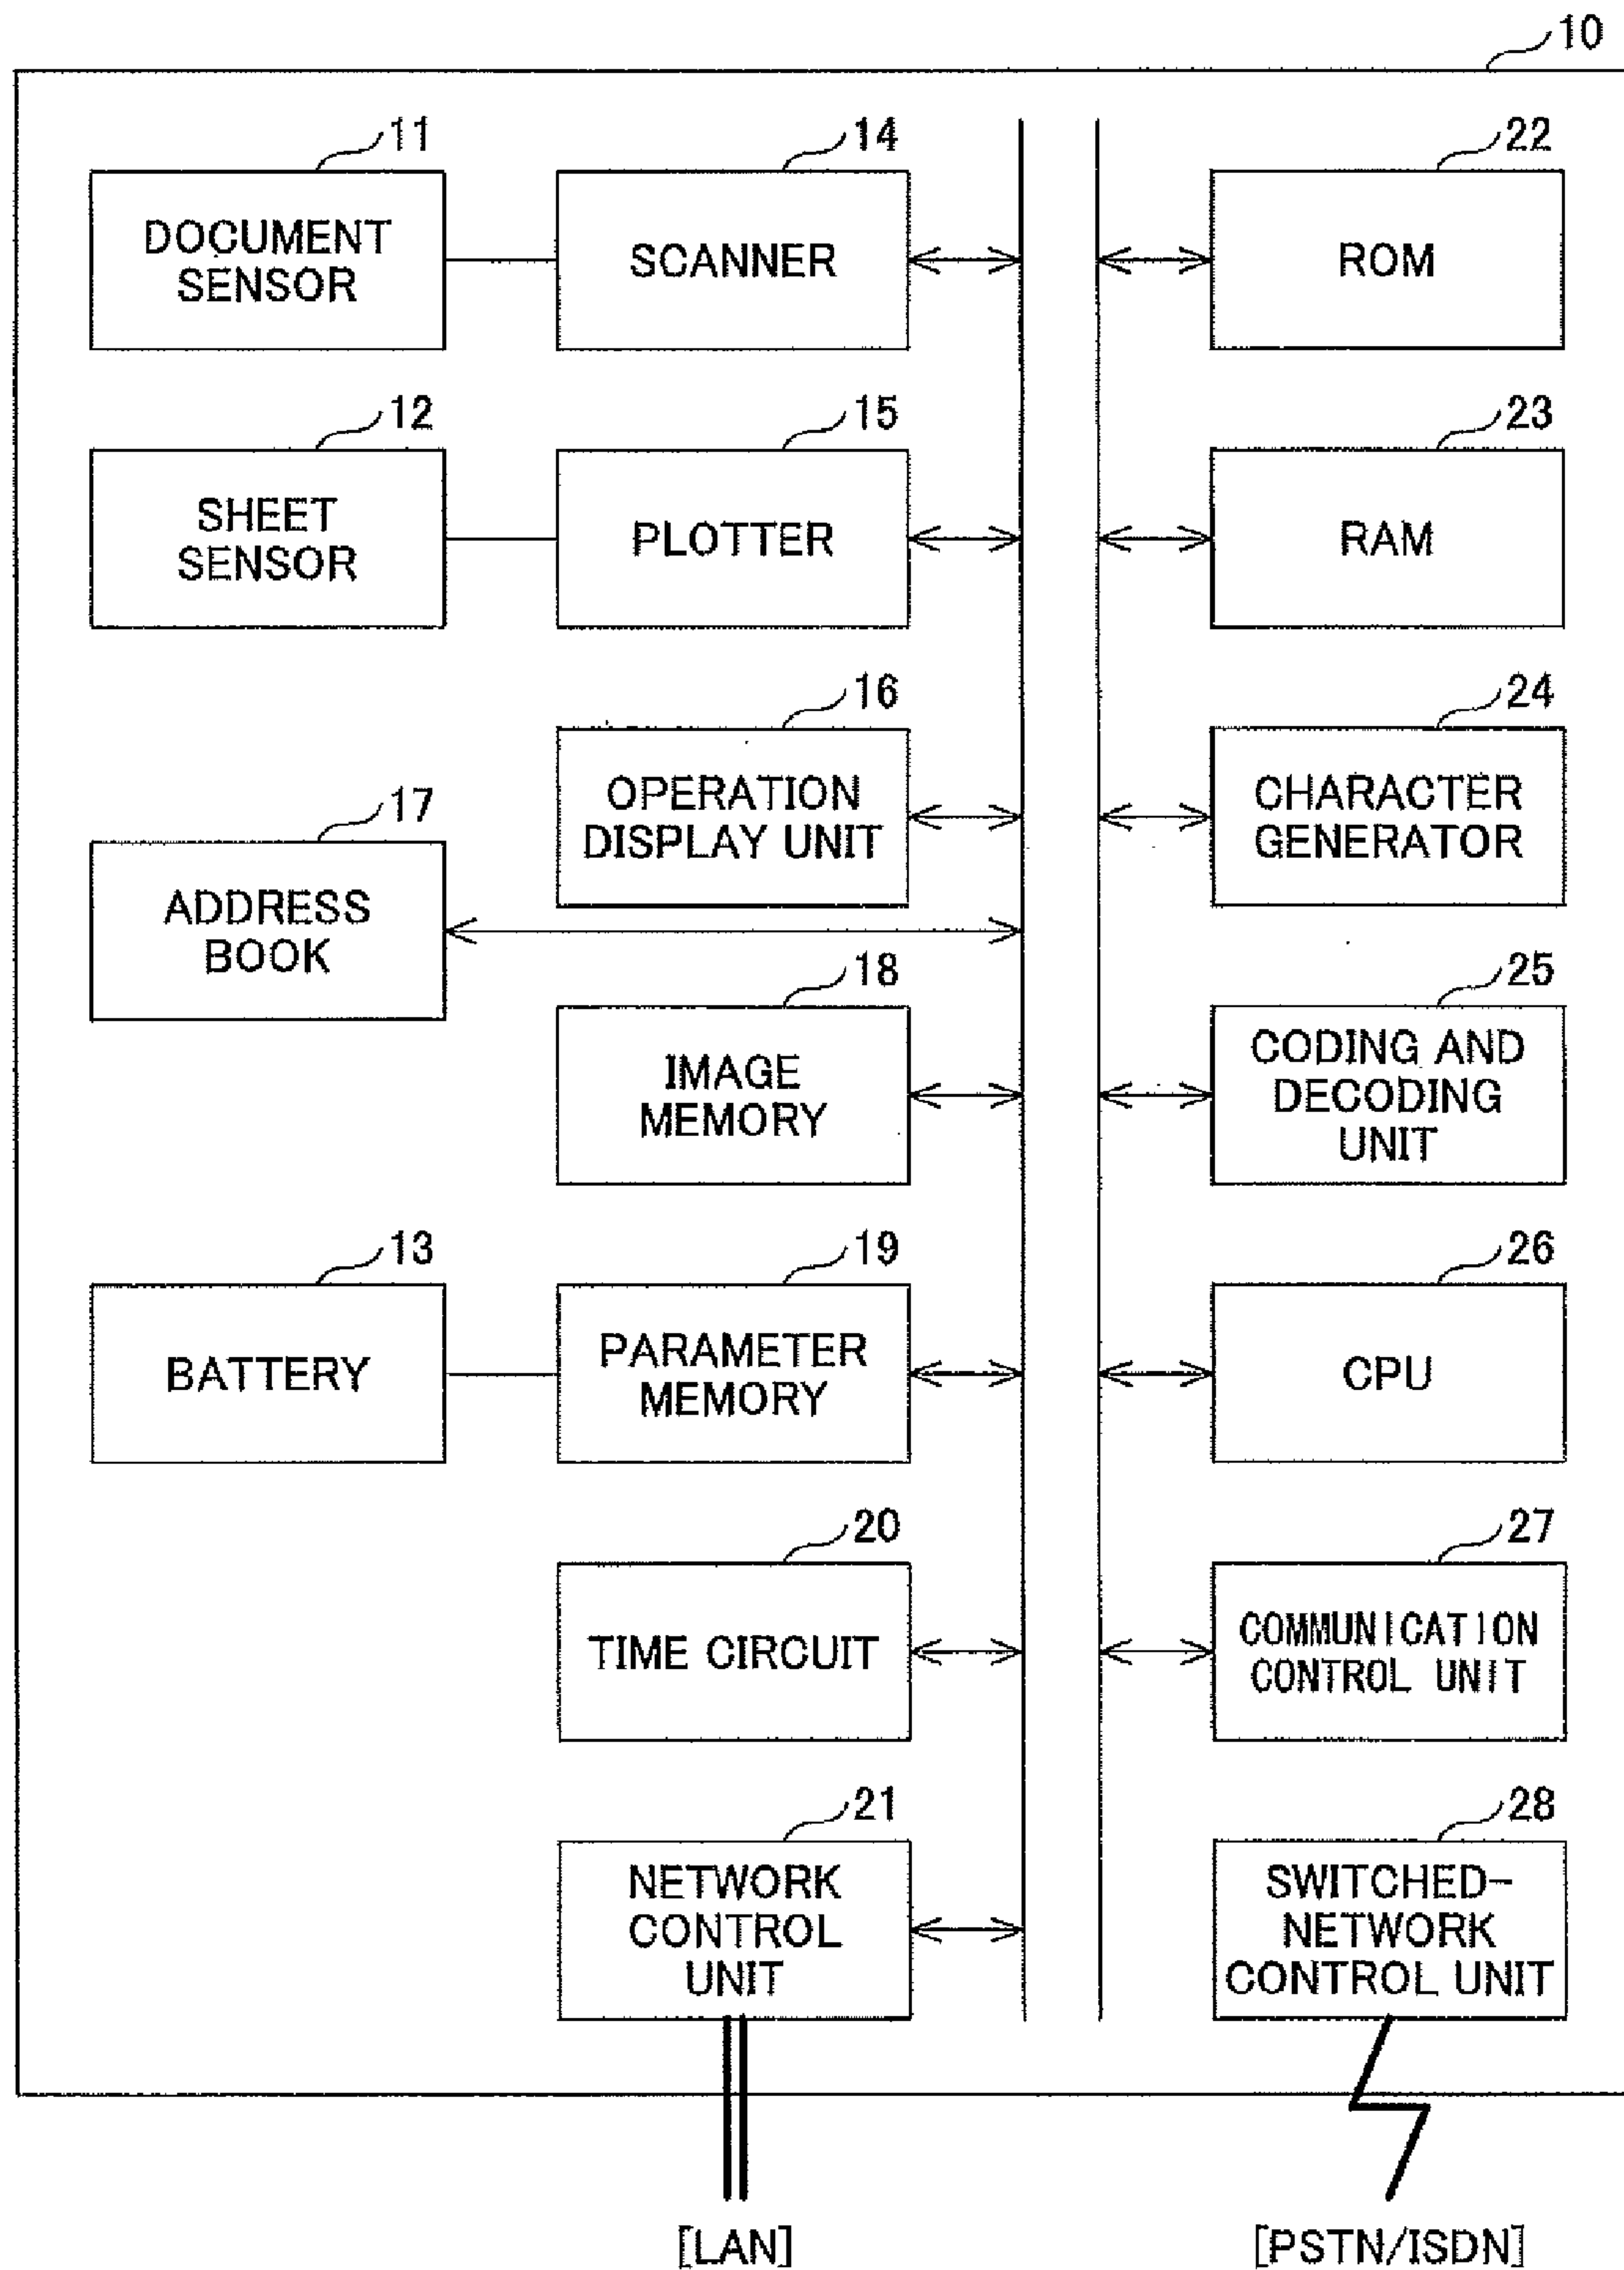 10
11
14
22
DOCUMENT
SENSOR
SCANNER
ROM
12
15
23
SHEET
SENSOR
PLOTTER
RAM
16
24
OPERATION
DISPLAY UNIT
CHARACTER
GENERATOR
17
ADDRESS
BOOK
18
25
IMAGE
MEMORY
CODING AND
DECODING
UNIT
13
19
26
BATTERY
PARAMETER
MEMORY
CPU
20
27
TIME CIRCUIT
COMMUNICATION
CONTROL UNIT
21
28
NETWORK
CONTROL
UNIT
SWITCHED-
NETWORK
CONTROL UNIT
[LAN]
[PSTN/ISDN]